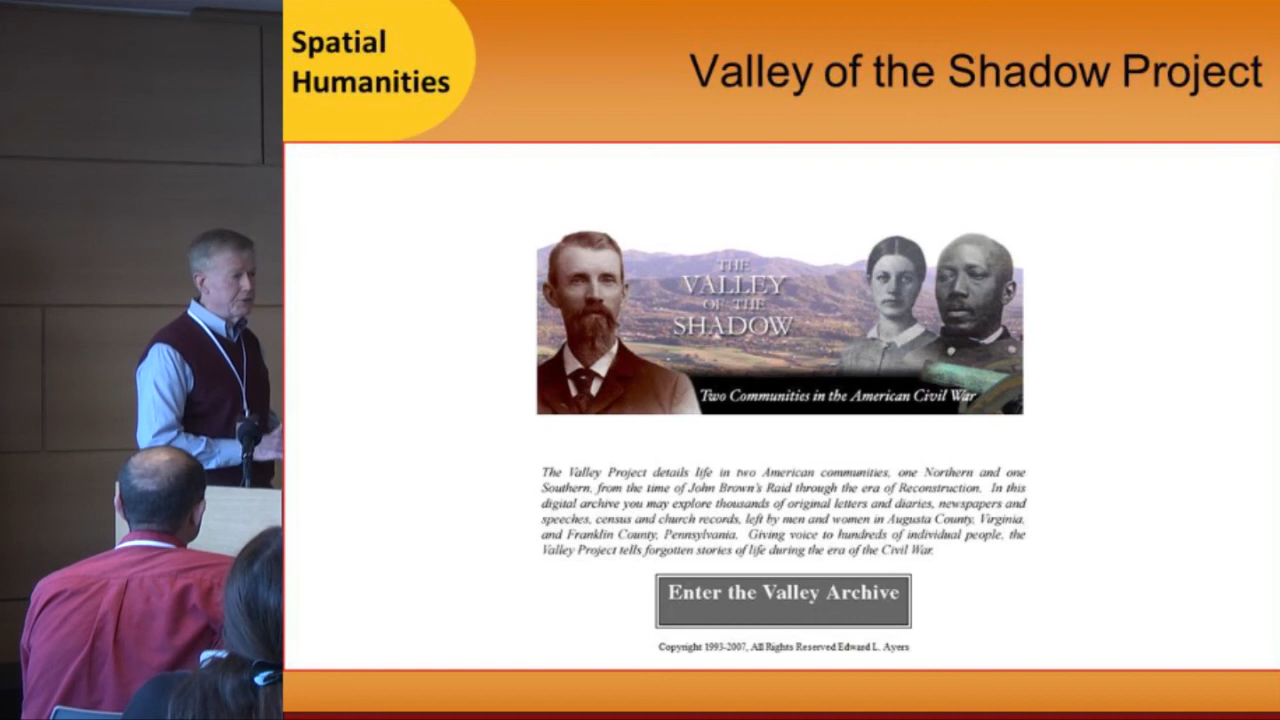 Spatial
Humanities
Valley of the Shadow Project
THE
VALLEY
OF THE
SHADOW
Two Communities in the American Civil War
The Valley Project details life in two American communities, one Northern and one
Southern, from the time of John Brown's Raid through the era of Reconstruction. In this
digital archive you may explore thousands of original letters and diaries, newspapers and
speeches, census and church records, left by men and women in Augusta County, Virginia,
and Franklin County, Pennsylvania. Giving voice to hundreds of individual people, the
Valley Project tells forgotten stories of life during the era of the Civil War.
Enter the Valley Archive
Copyright 1993-2007, All Rights Reserved Edward L. Ayers